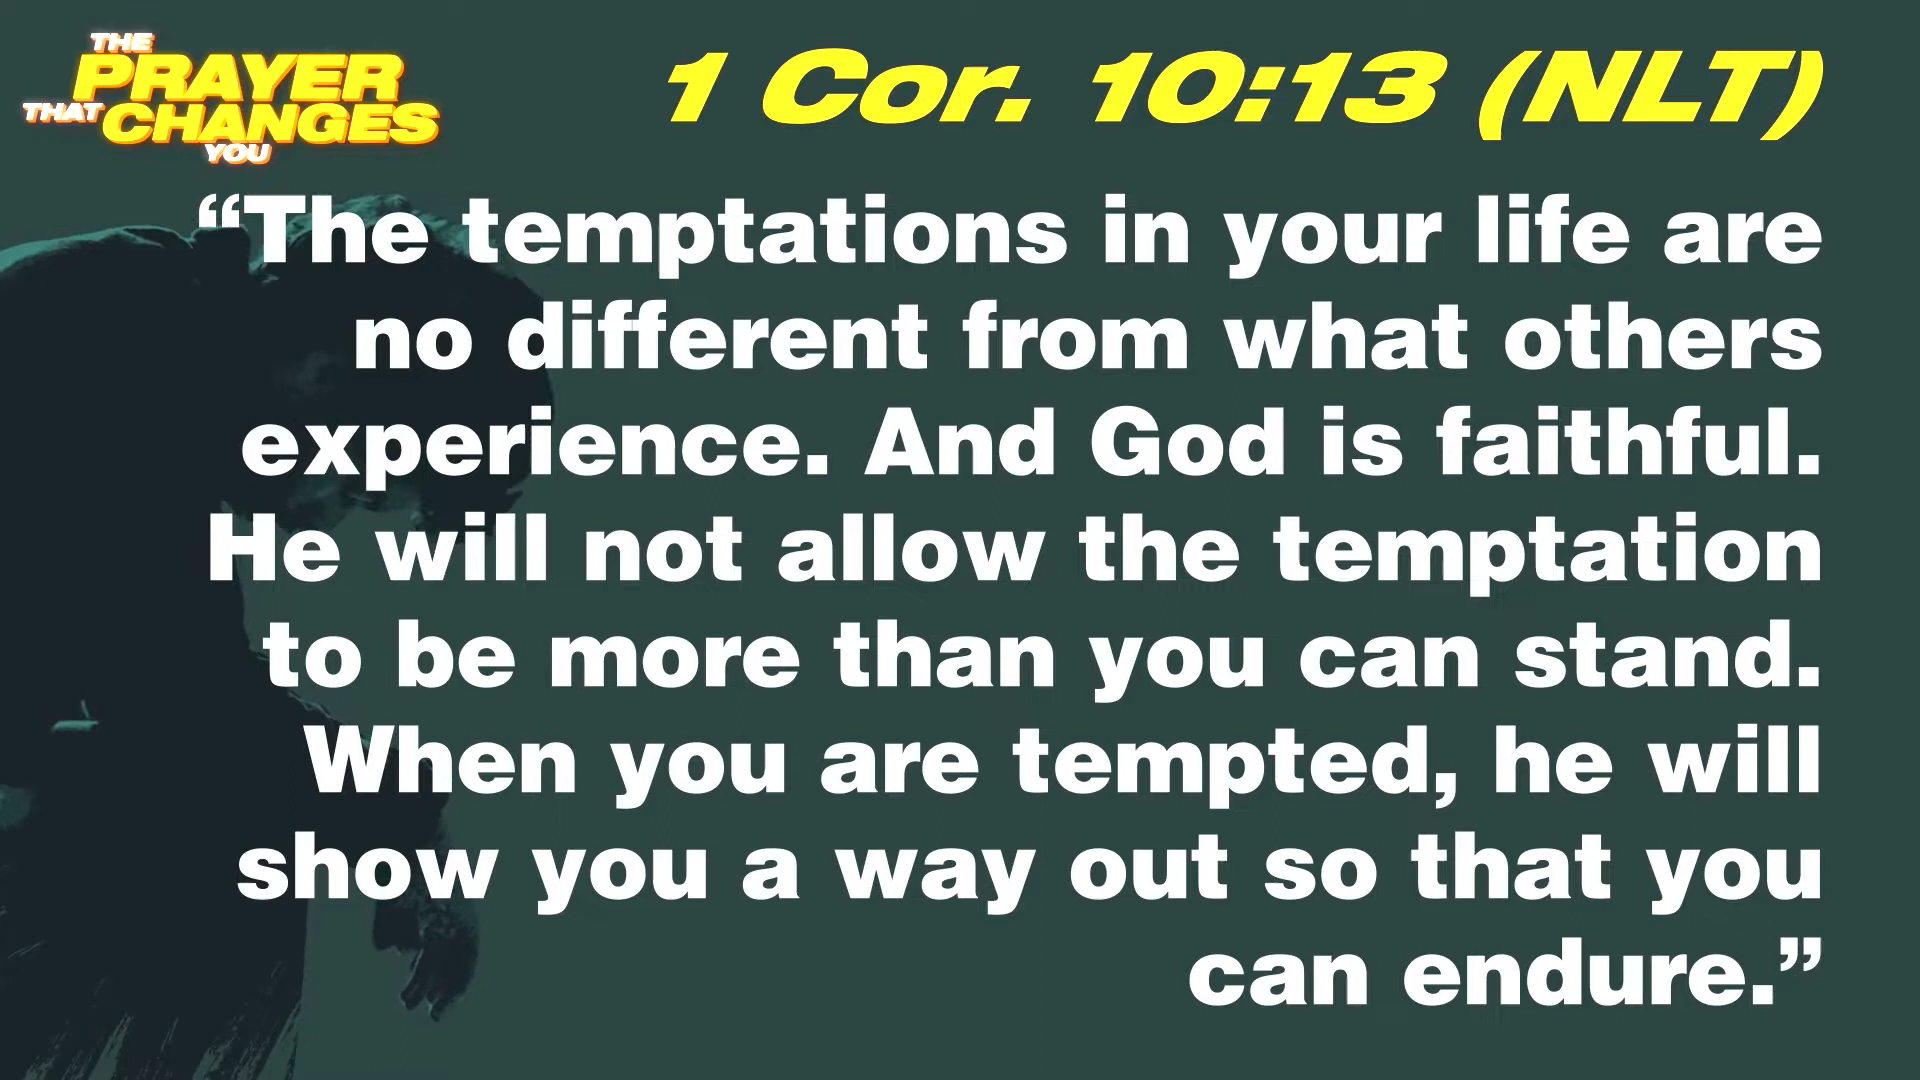 THE
PRAYER
THAT CHANGES
YOU
1 Cor. 10:13 (NLT)
“The temptations in your life are
no different from what others
experience. And God is faithful.
He will not allow the temptation
to be more than you can stand.
When you are tempted, he will
show you a way out so that you
can endure.”